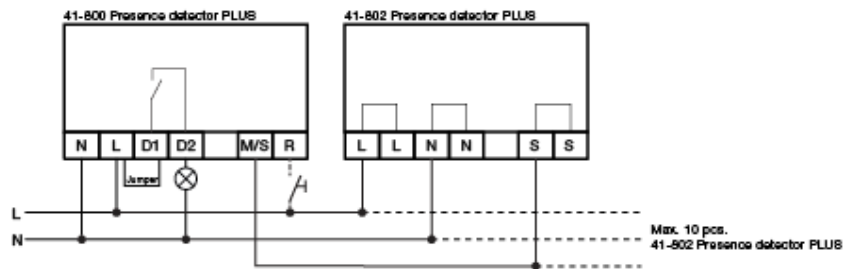 41-800 Presence detector PLUS
41-802 Presence detector PLUS
N L D1 D2 M/S R
L L N N S S
Jumper
L
N
Max. 10 pcs.
41-802 Presence detector PLUS